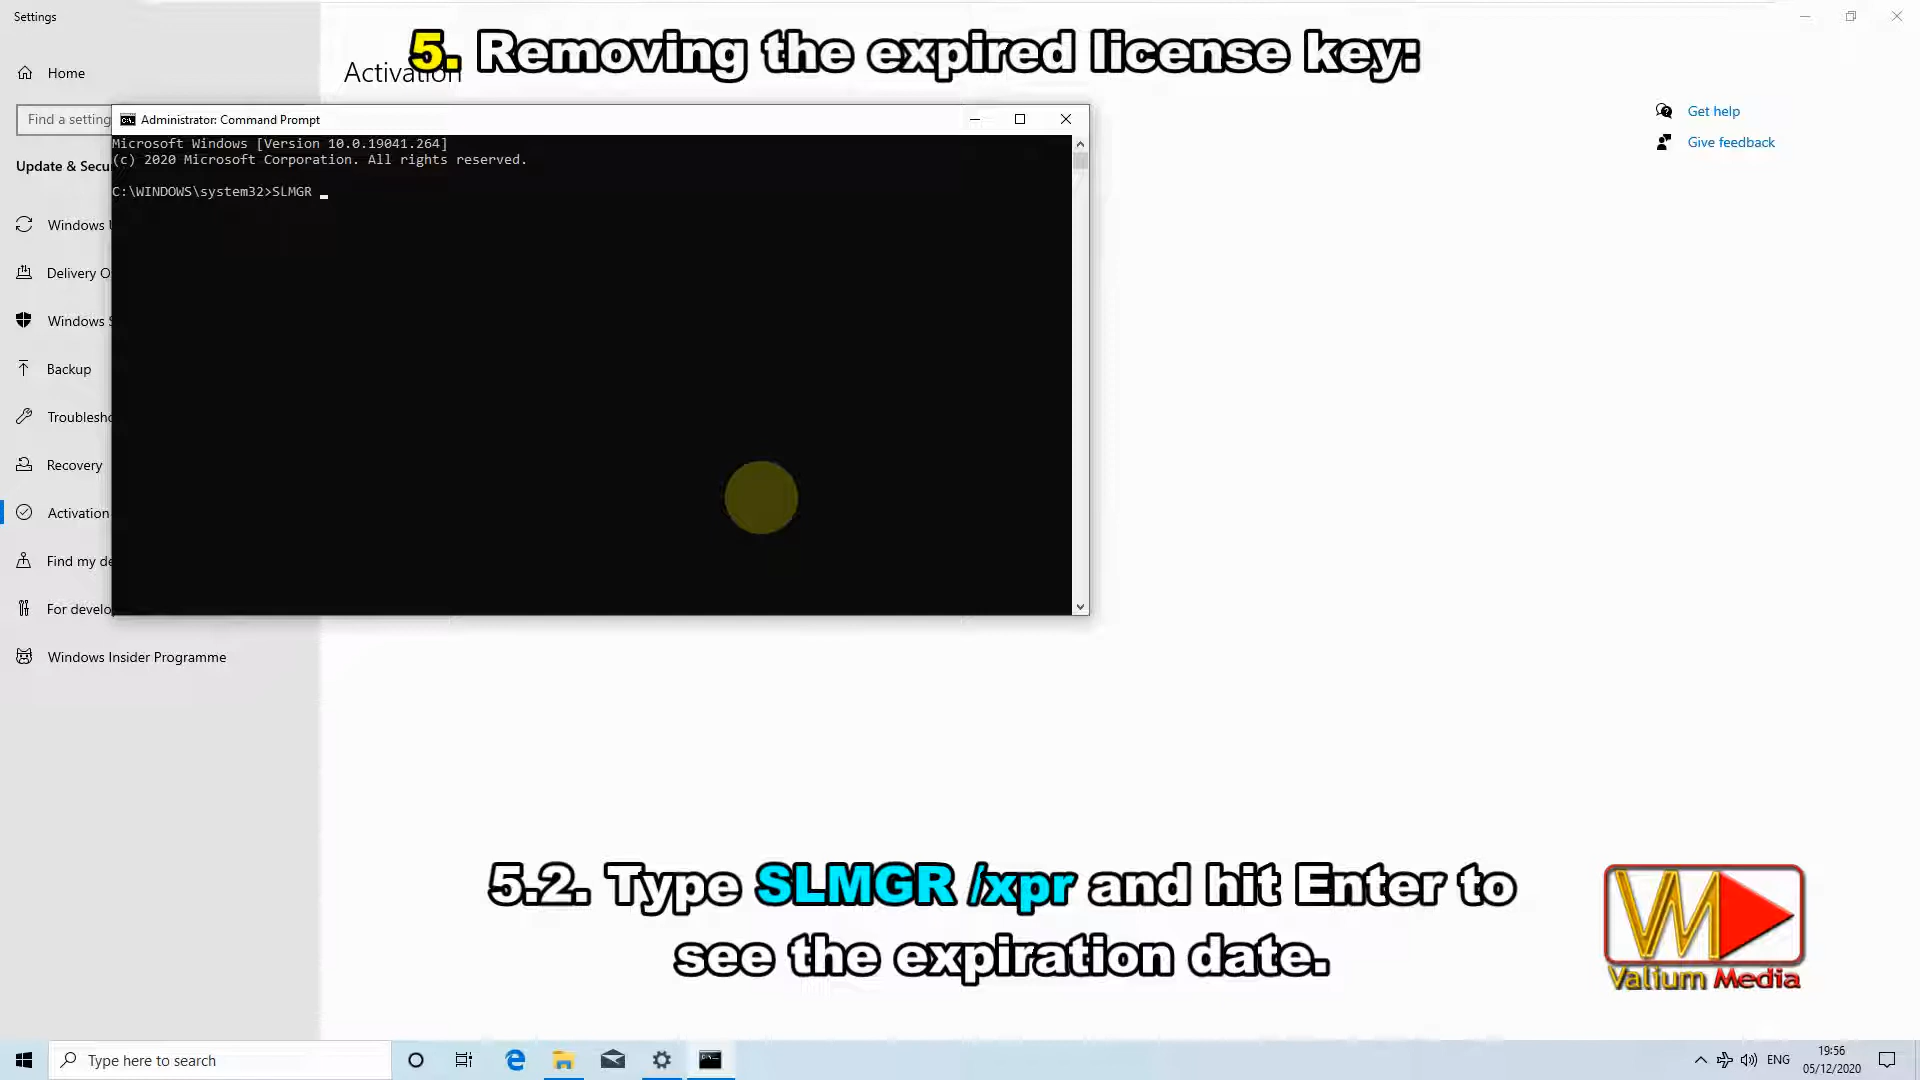 Settings
5. Removing the expired license key:
Home
Activation
Find a setting
Administrator: Command Prompt
Get help
Give feedback
Microsoft Windows [Version 10.0.19041.264]
(c) 2020 Microsoft Corporation. All rights reserved.
Update & Secu
C:\WINDOWS\system32>SLMGR
Windows U
Delivery O
Windows S
Backup
Troublesho
Recovery
Activation
Find my de
For develo
Windows Insider Programme
5.2. Type SLMGR /xpr and hit Enter to
see the expiration date.
VM
Valium Media
Type here to search
ENG
19:56
05/12/2020